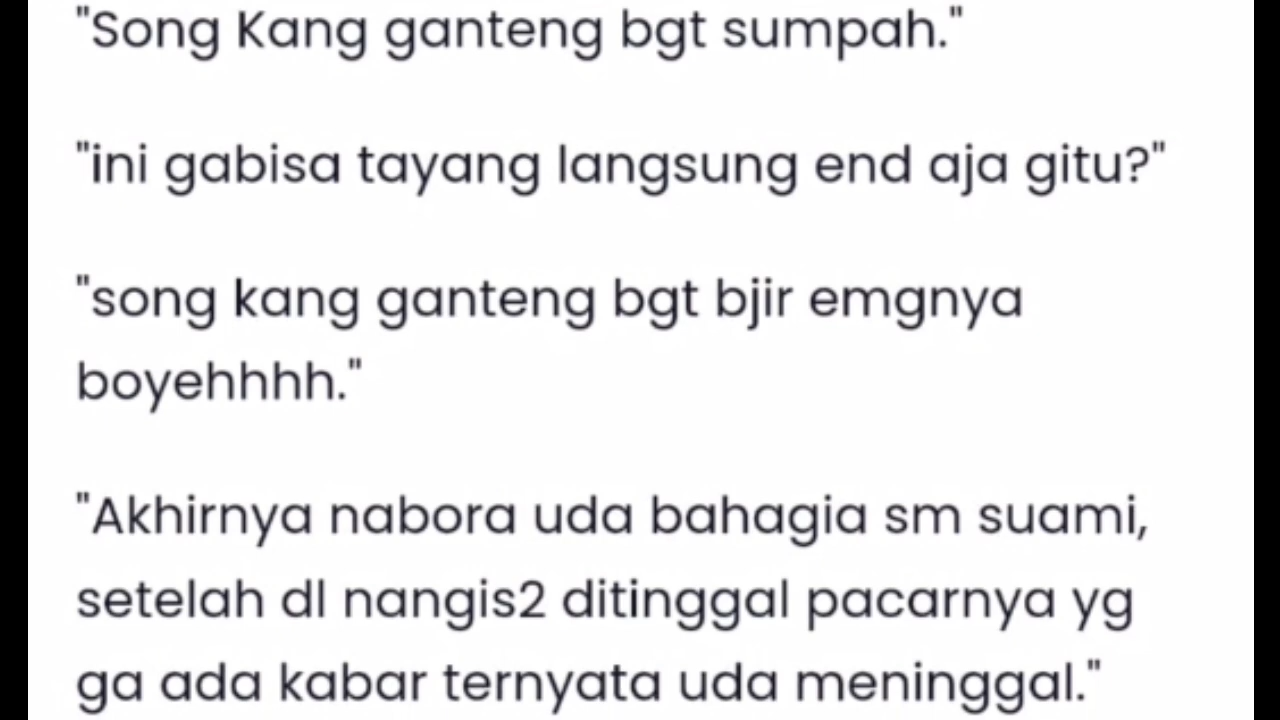 "Song Kang ganteng bgt sumpah."
"ini gabisa tayang langsung end aja gitu?"
"song kang ganteng bgt bjir emgnya
boyehhhh."
"Akhirnya nabora uda bahagia sm suami,
setelah dl nangis2 ditinggal pacarnya yg
ga ada kabar ternyata uda meninggal."